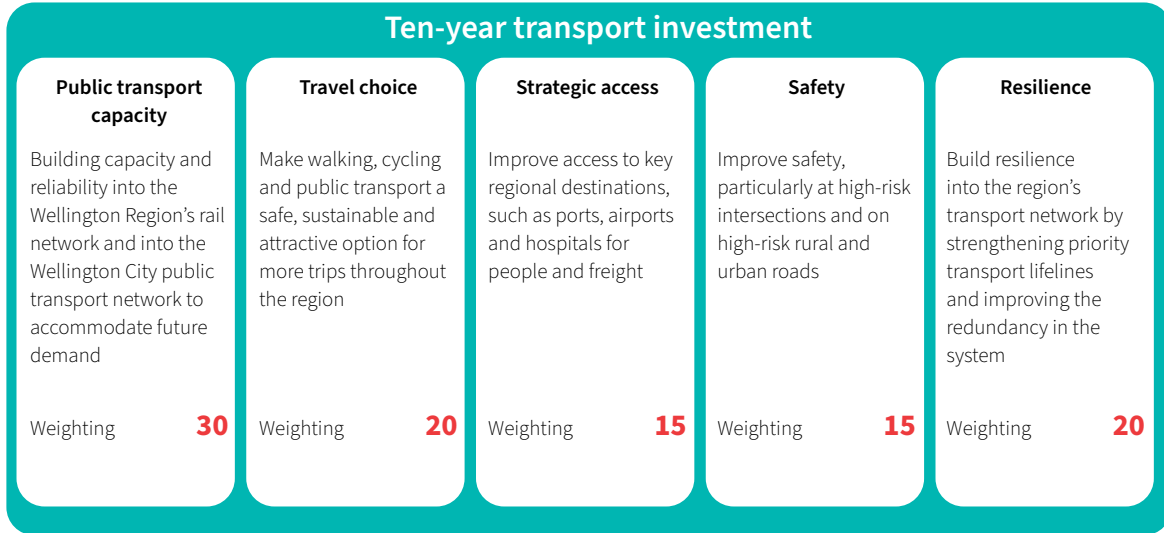 Ten-year transport investment
Public transport
capacity
Building capacity and
reliability into the
Wellington Region’s rail
network and into the
Wellington City public
transport network to
accommodate future
demand
Weighting 30
Travel choice
Make walking, cycling
and public transport a
safe, sustainable and
attractive option for
more trips throughout
the region
Weighting 20
Strategic access
Improve access to key
regional destinations,
such as ports, airports
and hospitals for
people and freight
Weighting 15
Safety
Improve safety,
particularly at high-risk
intersections and on
high-risk rural and
urban roads
Weighting 15
Resilience
Build resilience
into the region’s
transport network by
strengthening priority
transport lifelines
and improving the
redundancy in the
system
Weighting 20